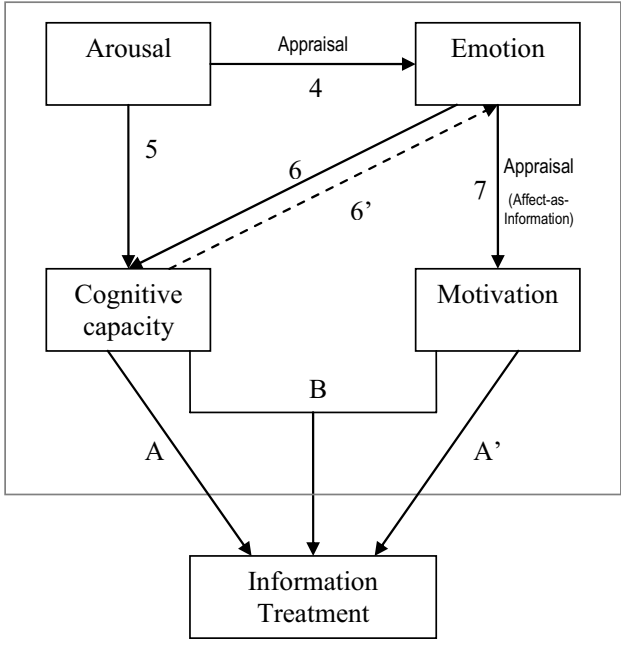 Arousal
Appraisal
4
Emotion
5
6
6’
7
Appraisal
(Affect-as-
Information)
Cognitive
capacity
Motivation
B
A
A’
Information
Treatment